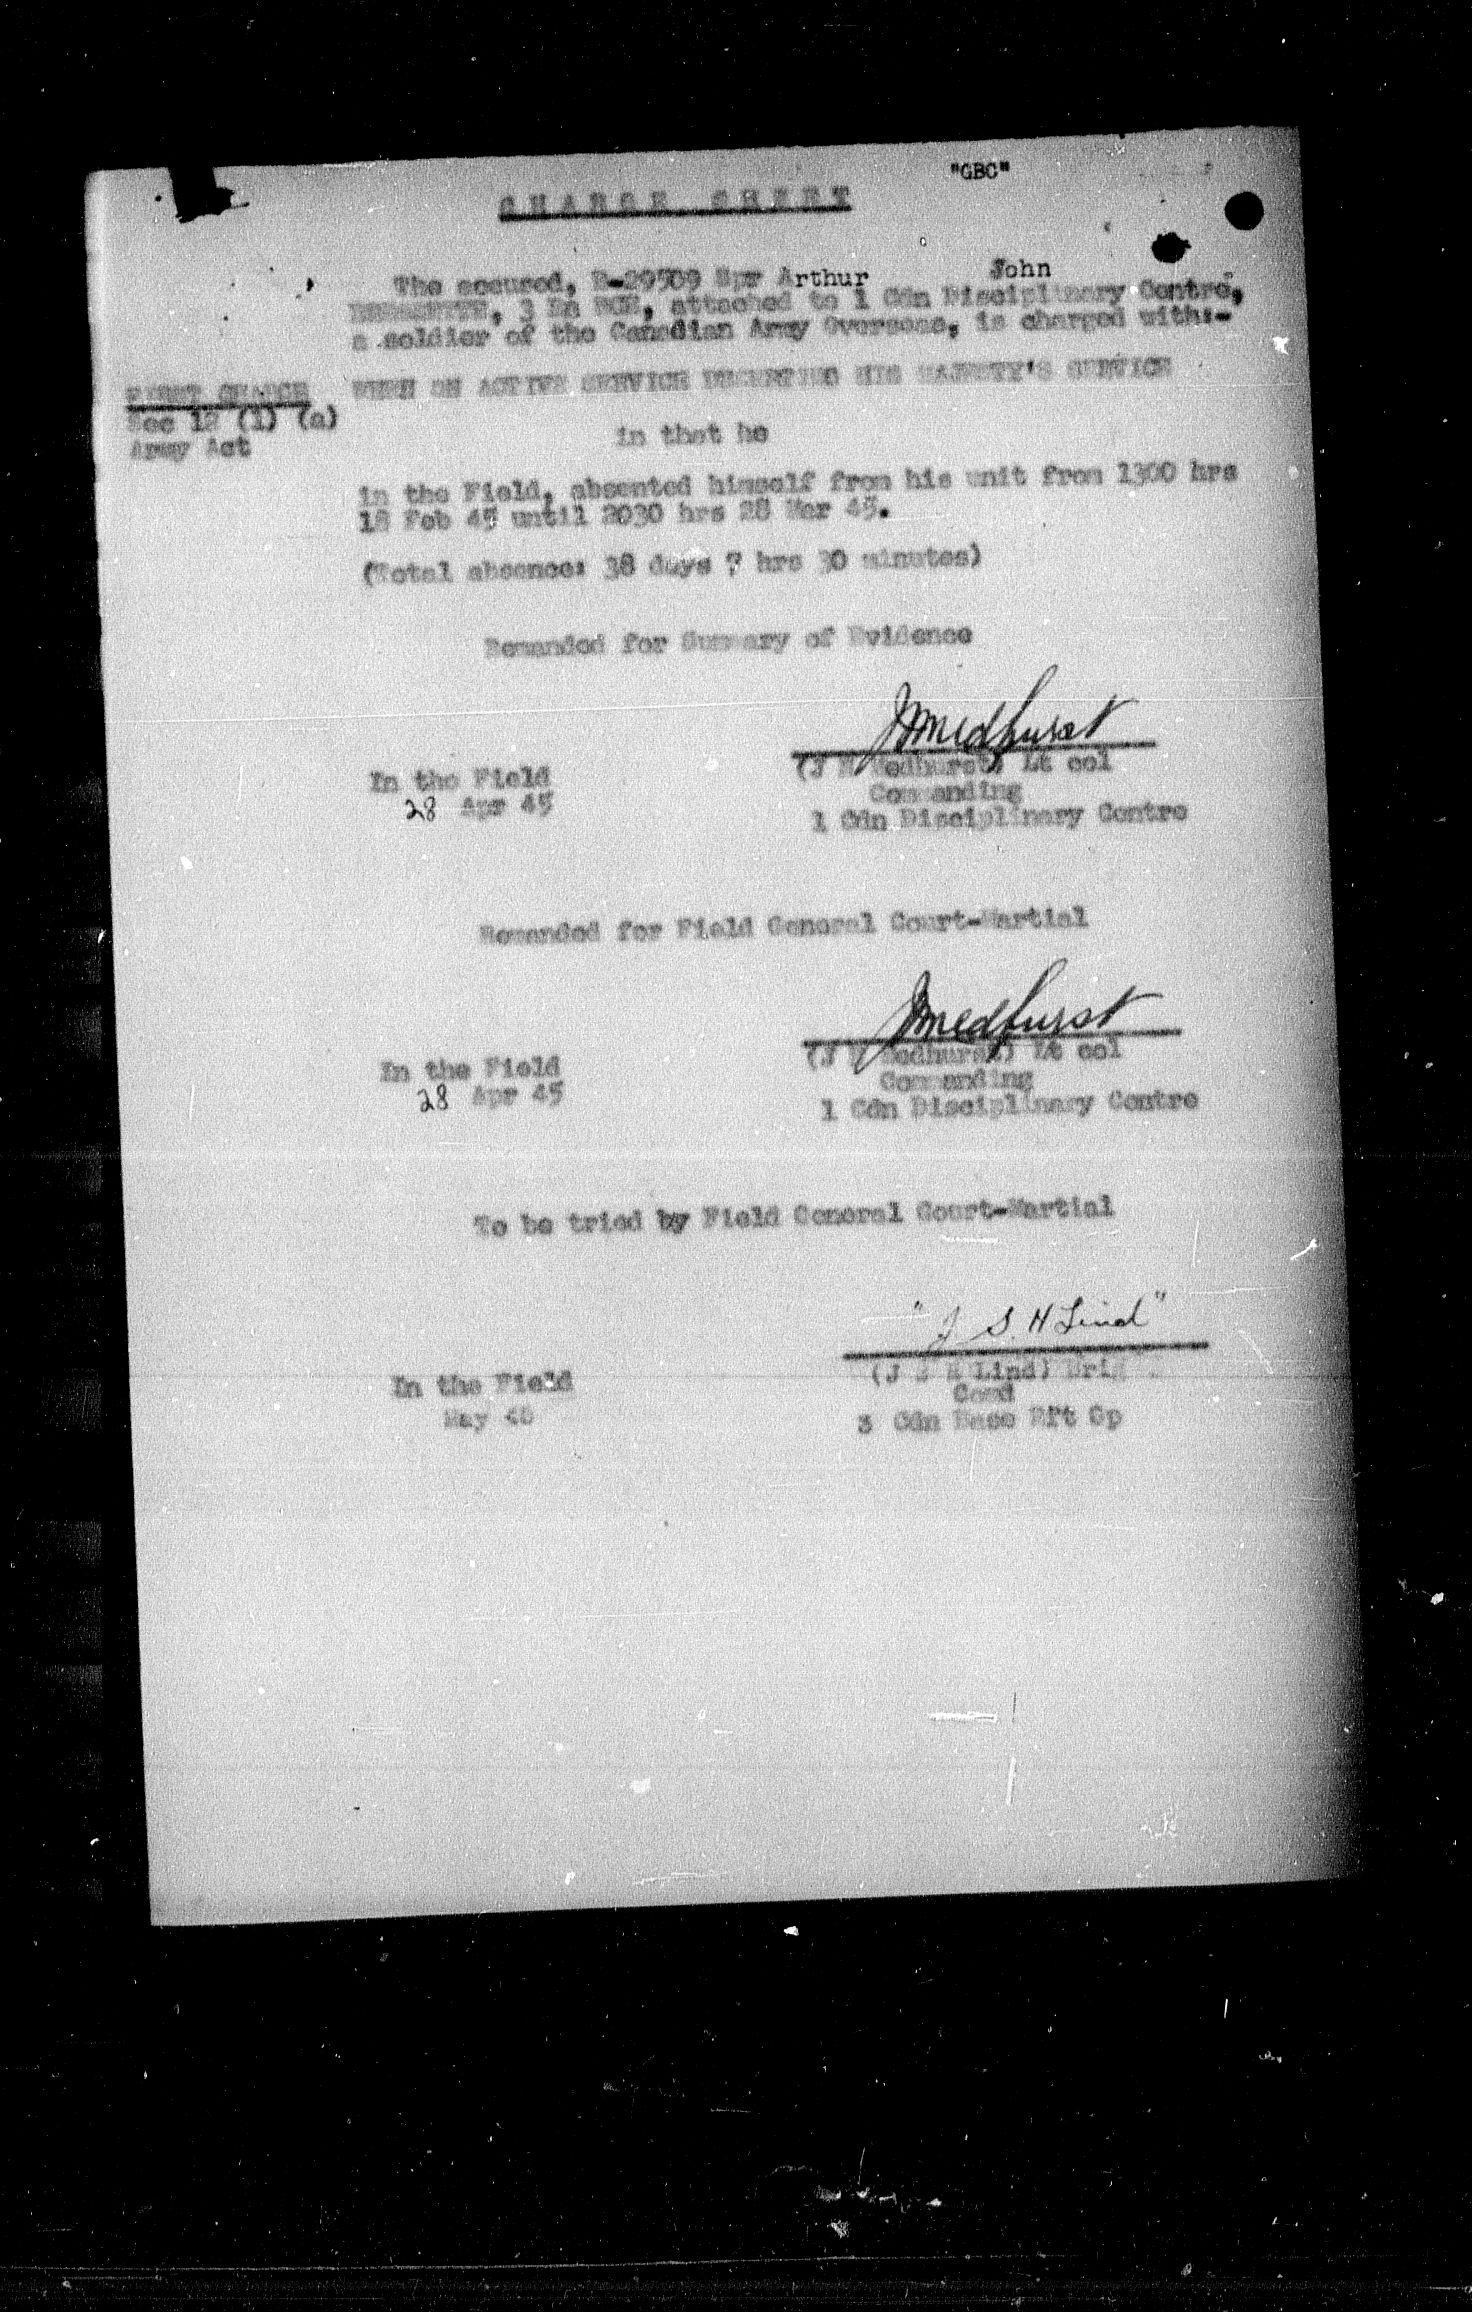 "GBC"
CHARGE SHEET
The accused, B-29509 Spr Arthur John
3 Bn RCE, attached to 1 Cdn Disciplinary Centre,
a soldier of the Canadian Army Overseas, is charged with:-
FIRST CHARGE WHEN ON ACTIVE SERVICE DESERTING HIS MAJESTY'S SERVICE
Sec 12 (1) (a)
Army Act
in that he
in the Field, absented himself from his unit from 1300 hrs
18 Feb 45 until 2030 hrs 28 Mar 45.
(Total absence: 38 days 7 hrs 30 minutes)
Remanded for Summary of Evidence
JHMedhurst
(J H Medhurst) Lt col
In the Field
Commanding
28 Apr 45
1 Cdn Disciplinary Centre
Remanded for Field General Court-Martial
JHMedhurst
(J H Medhurst) Lt col
In the Field
Commanding
28 Apr 45
1 Cdn Disciplinary Centre
To be tried by Field General Court-Martial
"J S H Lind"
(J S H Lind) Brig
In the Field
Comd
May 45
3 Cdn Base Rft Gp